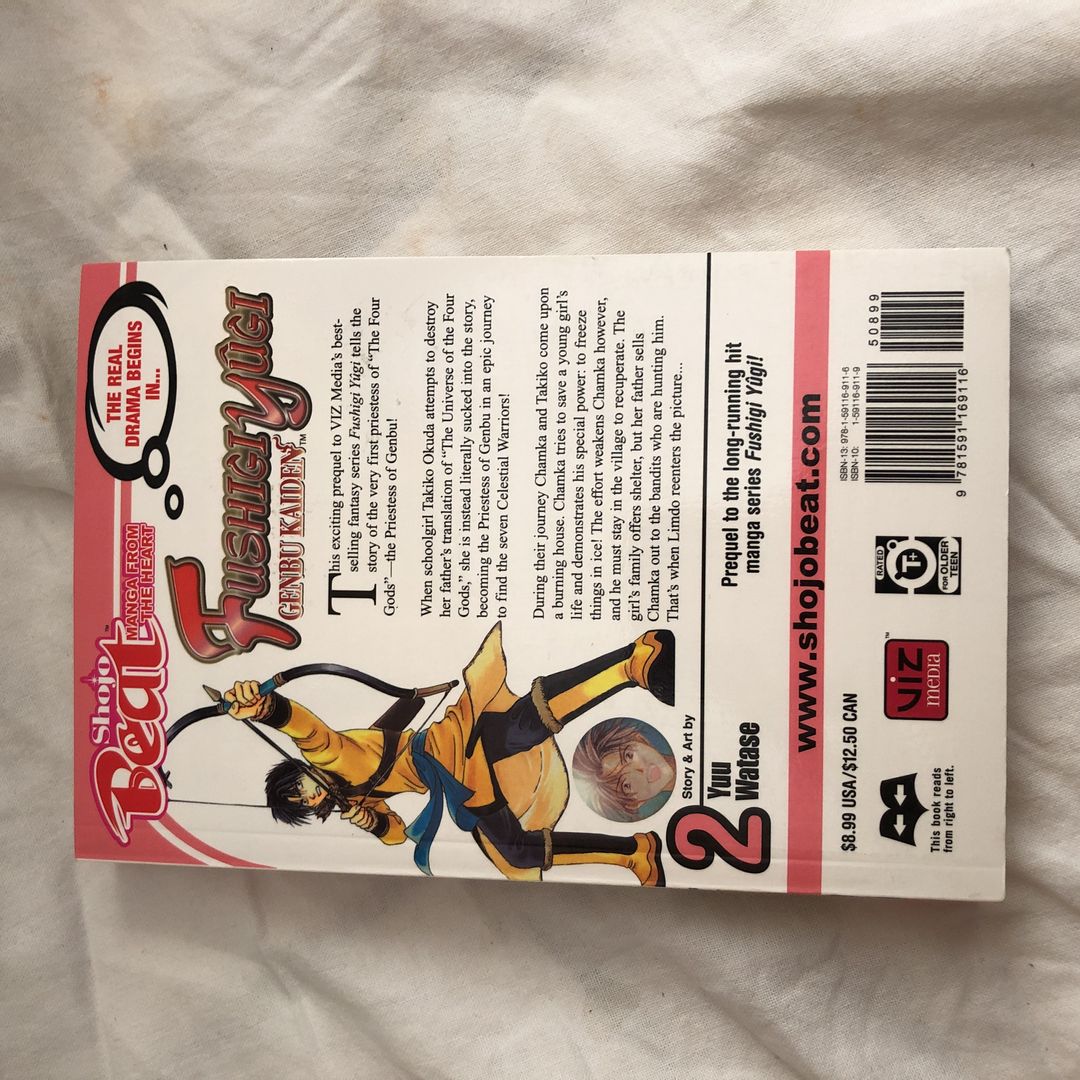 Shojo
Beat™
MANGA FROM
THE HEART
THE REAL
DRAMA BEGINS
IN...
FUSHIGI YÛGI
GENBU KAIDEN™
This exciting prequel to VIZ Media's best-
selling fantasy series Fushigi Yûgi tells the
story of the very first priestess of "The Four
Gods"—the Priestess of Genbu!
When schoolgirl Takiko Okuda attempts to destroy
her father's translation of "The Universe of the Four
Gods," she is instead literally sucked into the story,
becoming the Priestess of Genbu in an epic journey
to find the seven Celestial Warriors!
During their journey Chamka and Takiko come upon
a burning house. Chamka tries to save a young girl's
life and demonstrates his special power: to freeze
things in ice! The effort weakens Chamka however,
and he must stay in the village to recuperate. The
girl's family offers shelter, but her father sells
Chamka out to the bandits who are hunting him.
That's when Limdo reenters the picture...
2
Story & Art by
Yuu
Watase
Prequel to the long-running hit
manga series Fushigi Yûgi!
www.shojobeat.com
$8.99 USA/$12.50 CAN
This book reads
from right to left.
VIZ
MEDIA
™
RATED
T+
FOR OLDER
TEEN
ISBN-13: 978-1-59116-911-6
ISBN-10: 1-59116-911-9
9 781591 169116
50899